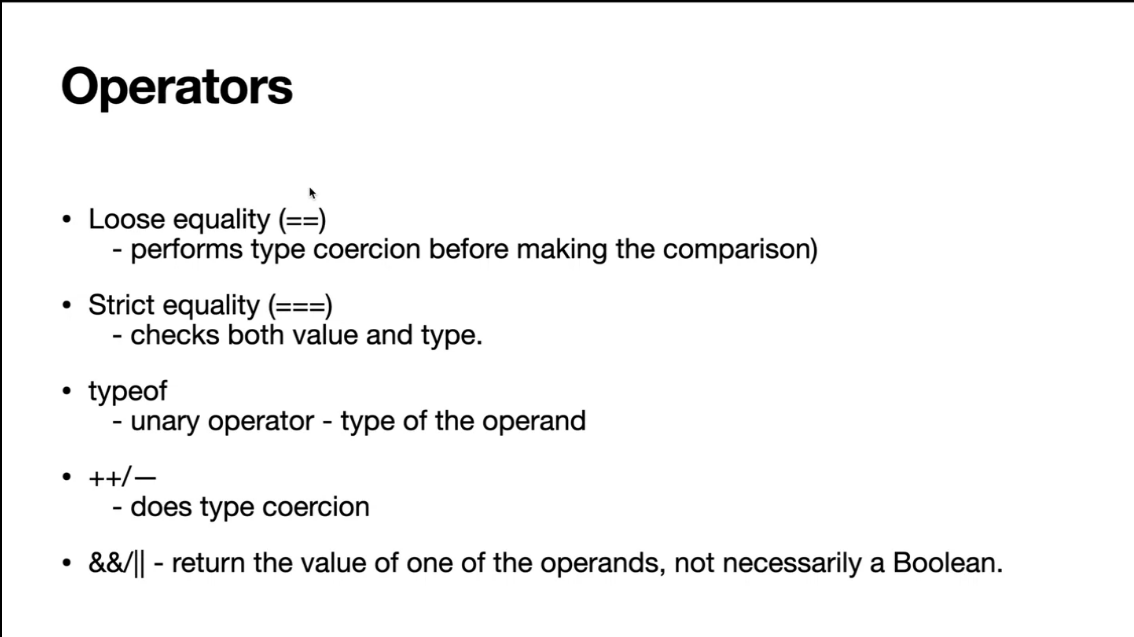 Operators
• Loose equality (==)
- performs type coercion before making the comparison)
• Strict equality (===)
- checks both value and type.
• typeof
- unary operator - type of the operand
• ++/—
- does type coercion
• &&/|| - return the value of one of the operands, not necessarily a Boolean.